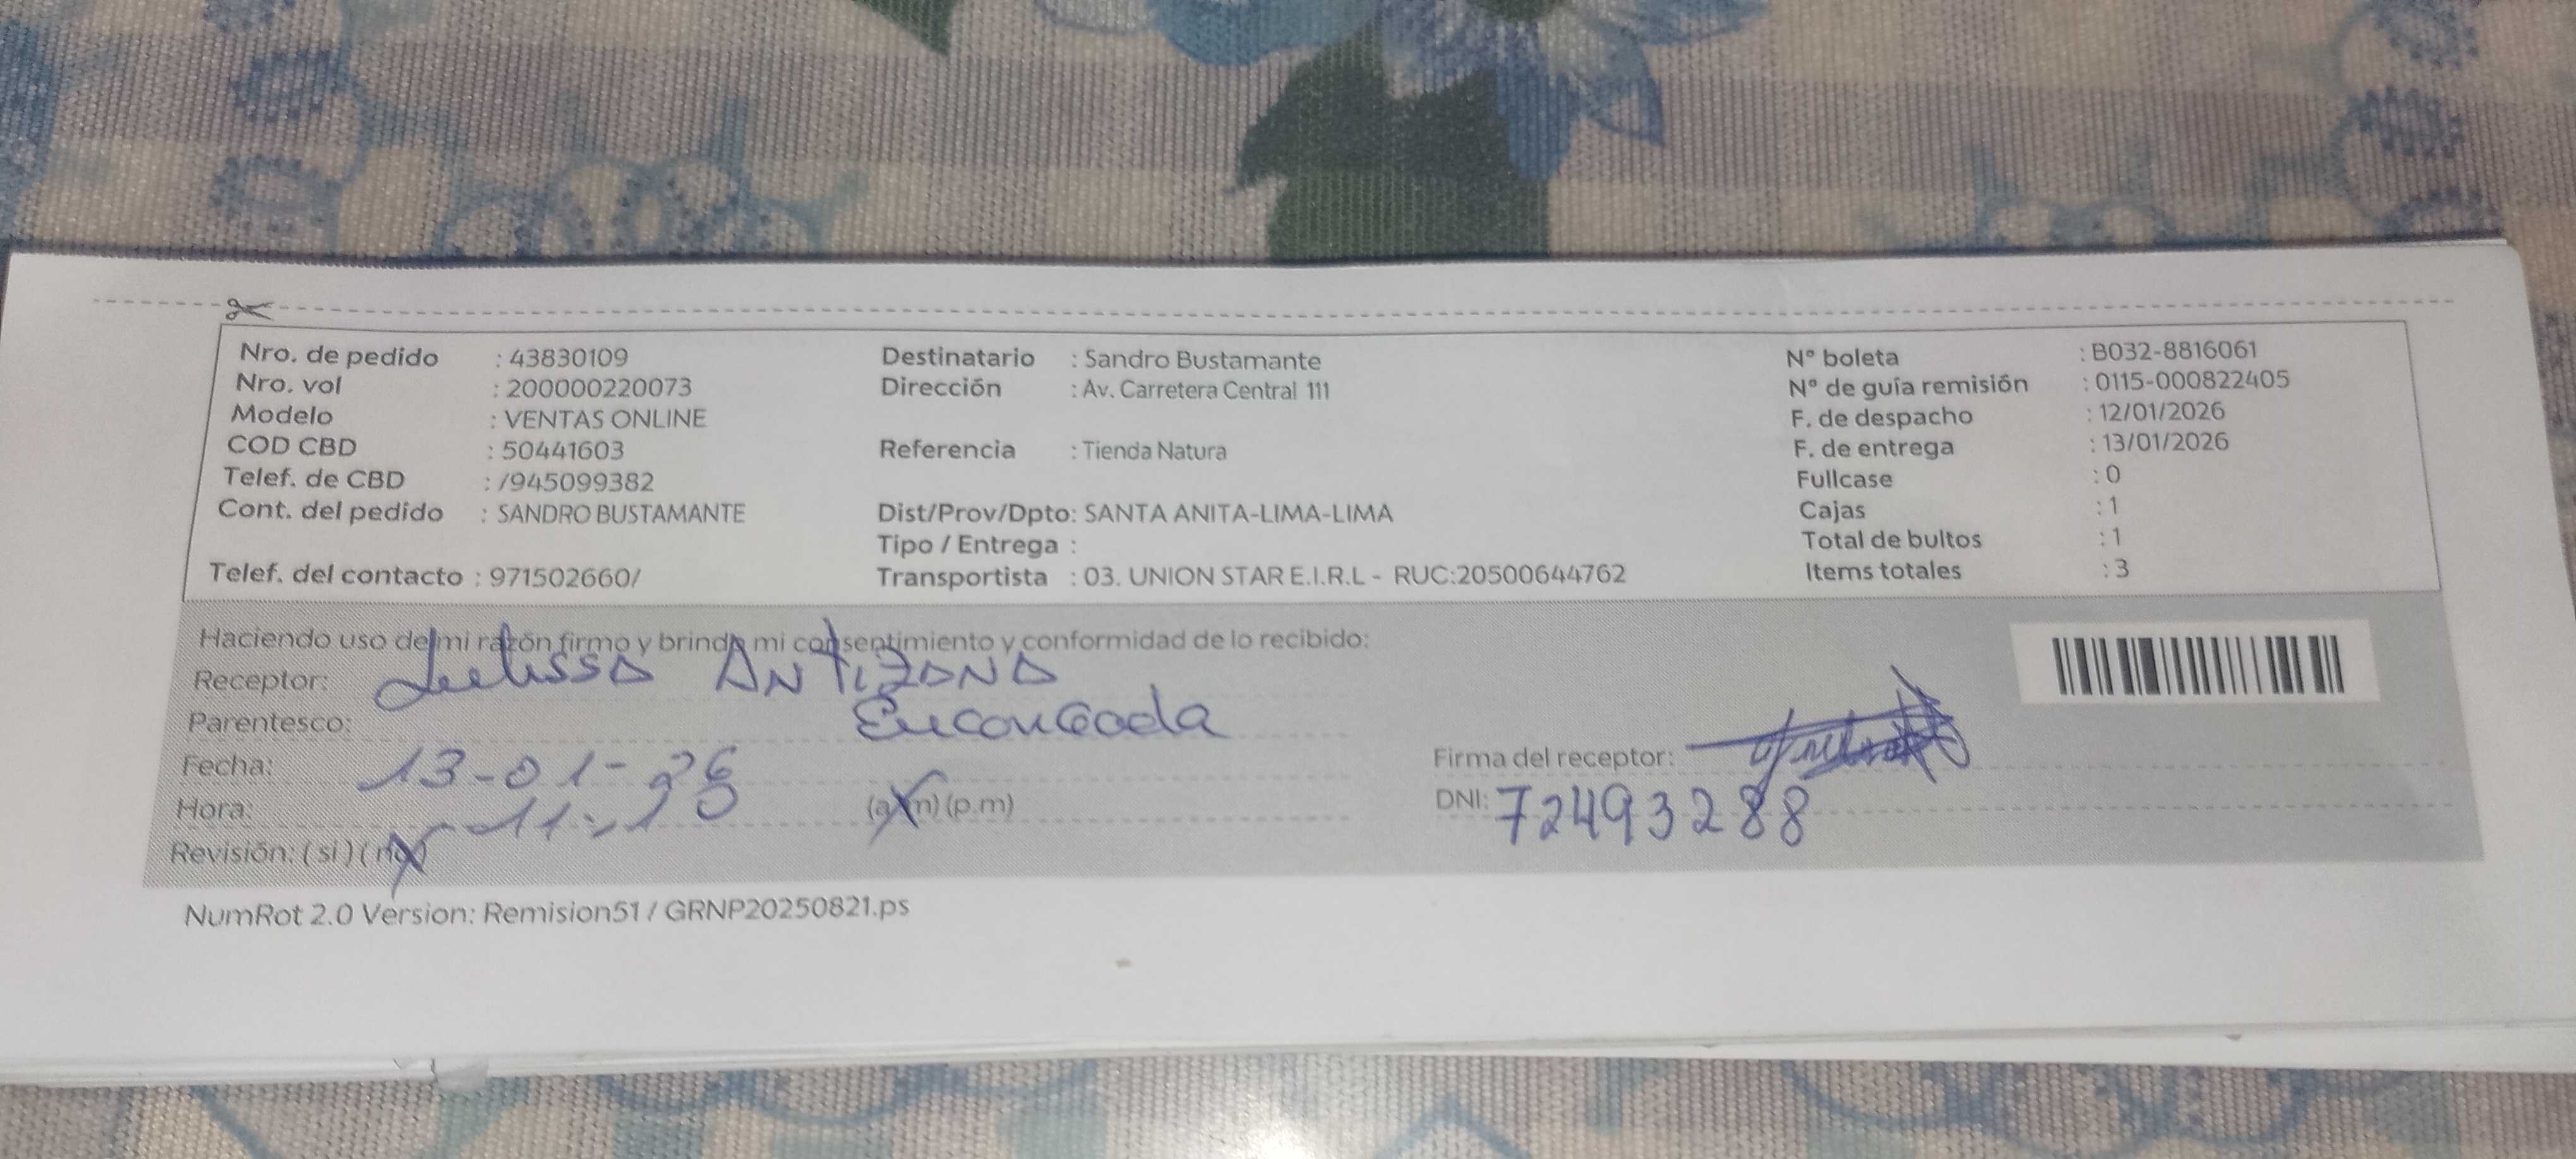 Nro. de pedido : 43830109
Nro. vol : 200000220073
Modelo : VENTAS ONLINE
COD CBD : 50441603
Telef. de CBD : /945099382
Cont. del pedido : SANDRO BUSTAMANTE
Telef. del contacto : 971502660/
Destinatario : Sandro Bustamante
Dirección : Av. Carretera Central 111
Referencia : Tienda Natura
Dist/Prov/Dpto: SANTA ANITA-LIMA-LIMA
Tipo / Entrega :
Transportista : 03. UNION STAR E.I.R.L - RUC:20500644762
N° boleta : B032-8816061
N° de guía remisión : 0115-000822405
F. de despacho : 12/01/2026
F. de entrega : 13/01/2026
Fullcase : 0
Cajas : 1
Total de bultos : 1
Items totales : 3
Haciendo uso de mi razón firmo y brindo mi consentimiento y conformidad de lo recibido:
Receptor: ANTEZANA
Parentesco: Encargada
Fecha: 13-01-26
Hora: (a.m) (p.m)
Revisión: ( si ) ( no )
Firma del receptor:
DNI: 72493288
NumRot 2.0 Version: Remision51 / GRNP20250821.ps